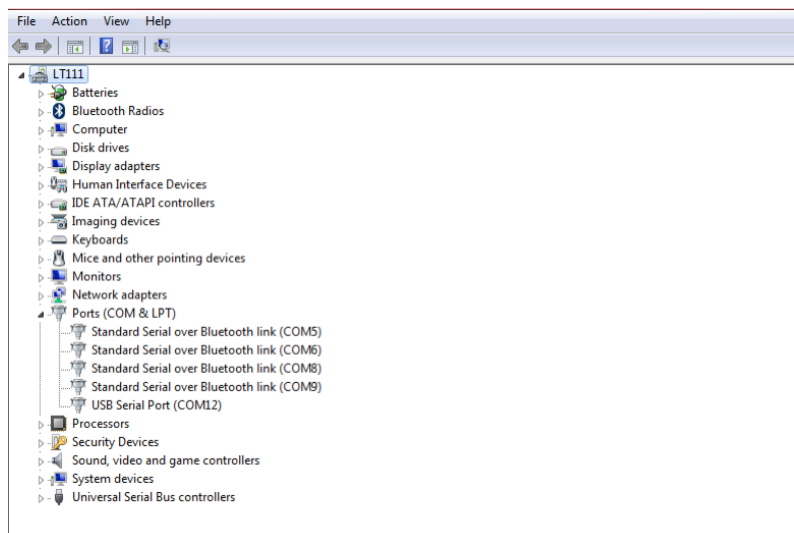 File Action View Help
LT111
Batteries
Bluetooth Radios
Computer
Disk drives
Display adapters
Human Interface Devices
IDE ATA/ATAPI controllers
Imaging devices
Keyboards
Mice and other pointing devices
Monitors
Network adapters
Ports (COM & LPT)
Standard Serial over Bluetooth link (COM5)
Standard Serial over Bluetooth link (COM6)
Standard Serial over Bluetooth link (COM8)
Standard Serial over Bluetooth link (COM9)
USB Serial Port (COM12)
Processors
Security Devices
Sound, video and game controllers
System devices
Universal Serial Bus controllers